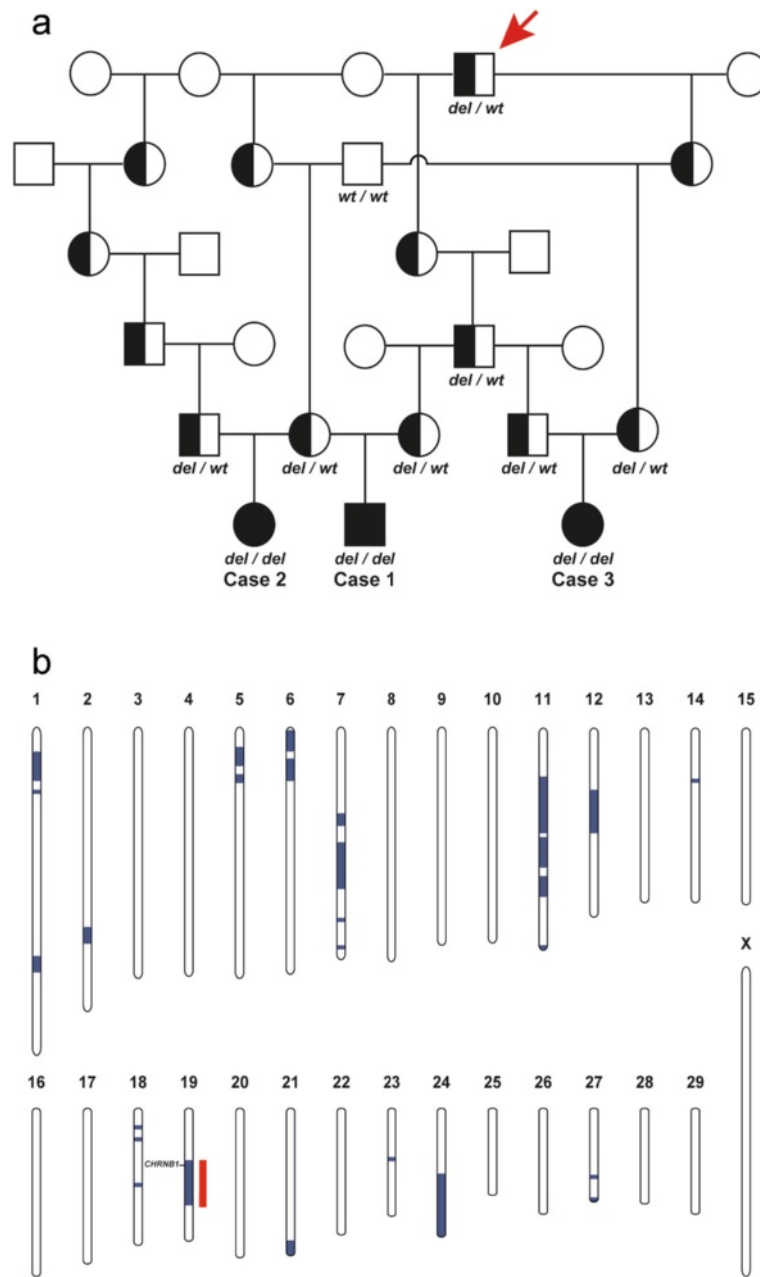 a
del / wt
wt / wt
del / wt
del / wt del / wt del / wt del / wt del / wt
del / del del / del del / del
Case 2 Case 1 Case 3
b
1 2 3 4 5 6 7 8 9 10 11 12 13 14 15
X
16 17 18 19 20 21 22 23 24 25 26 27 28 29
CHRNB1